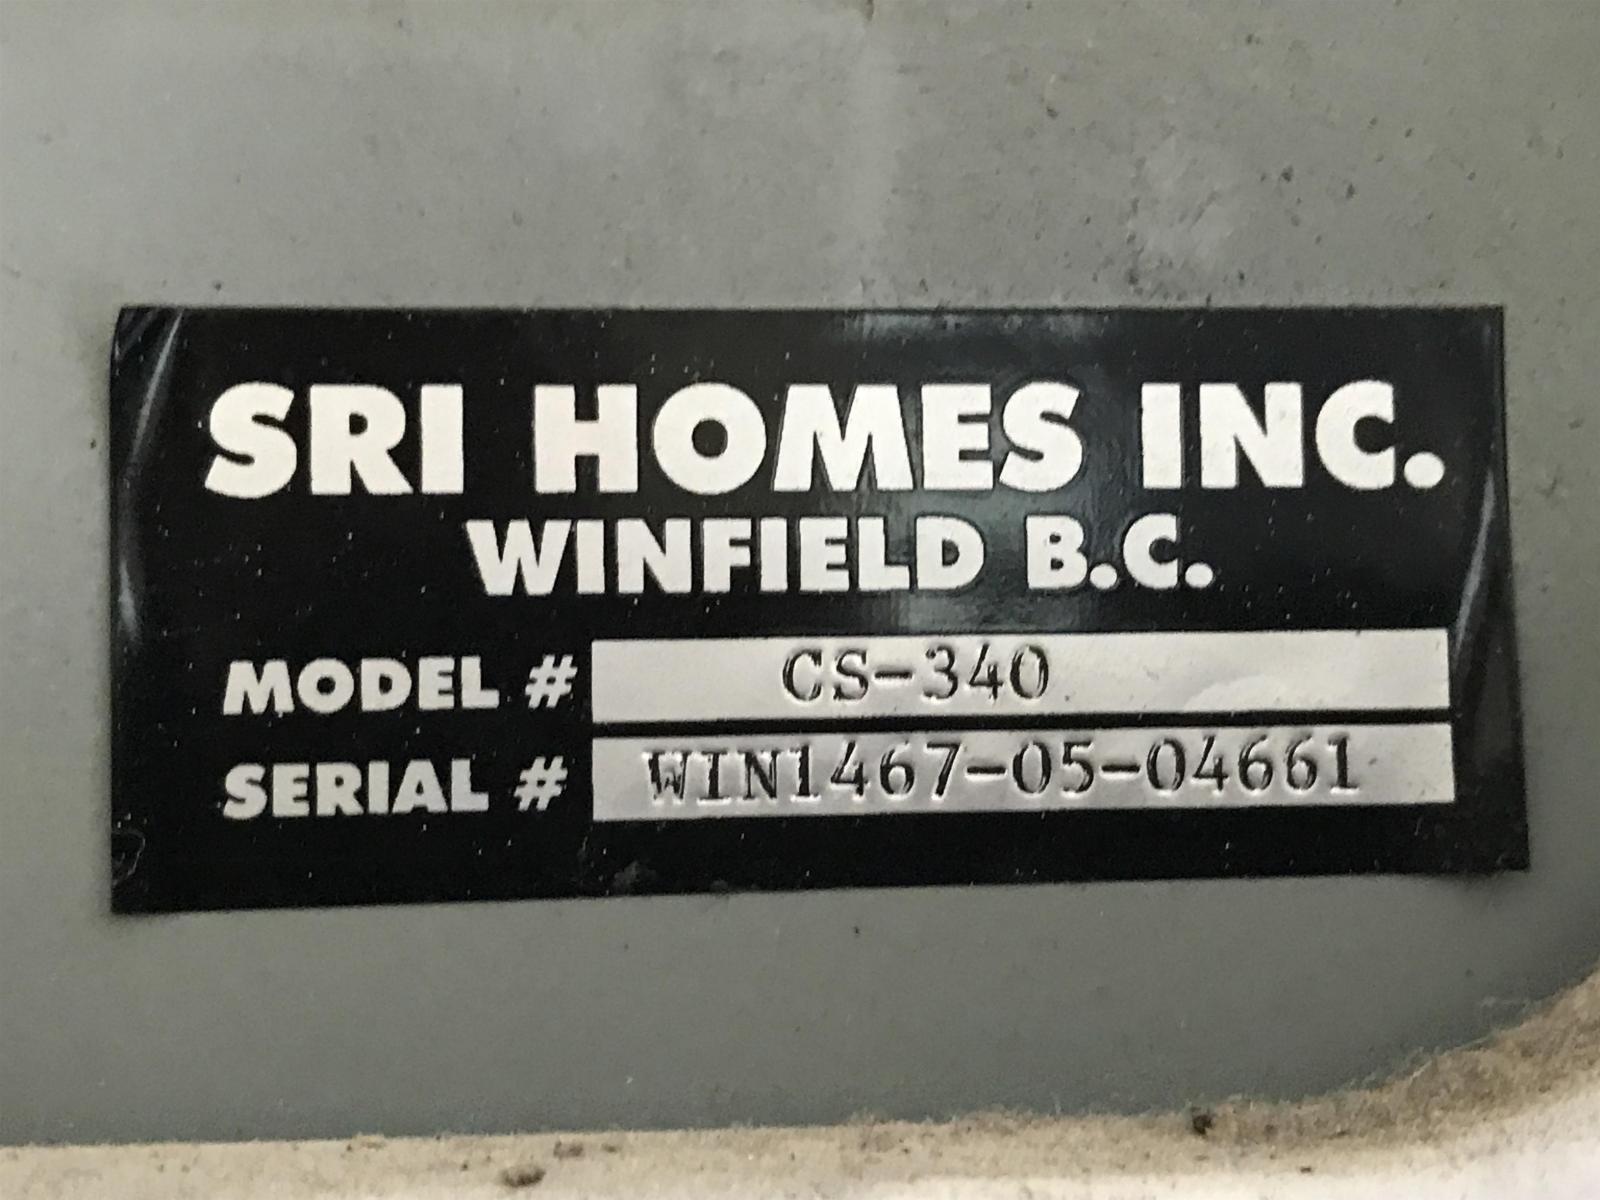 SRI HOMES INC.
WINFIELD B.C.
MODEL # CS-340
SERIAL # WIN1467-05-04661